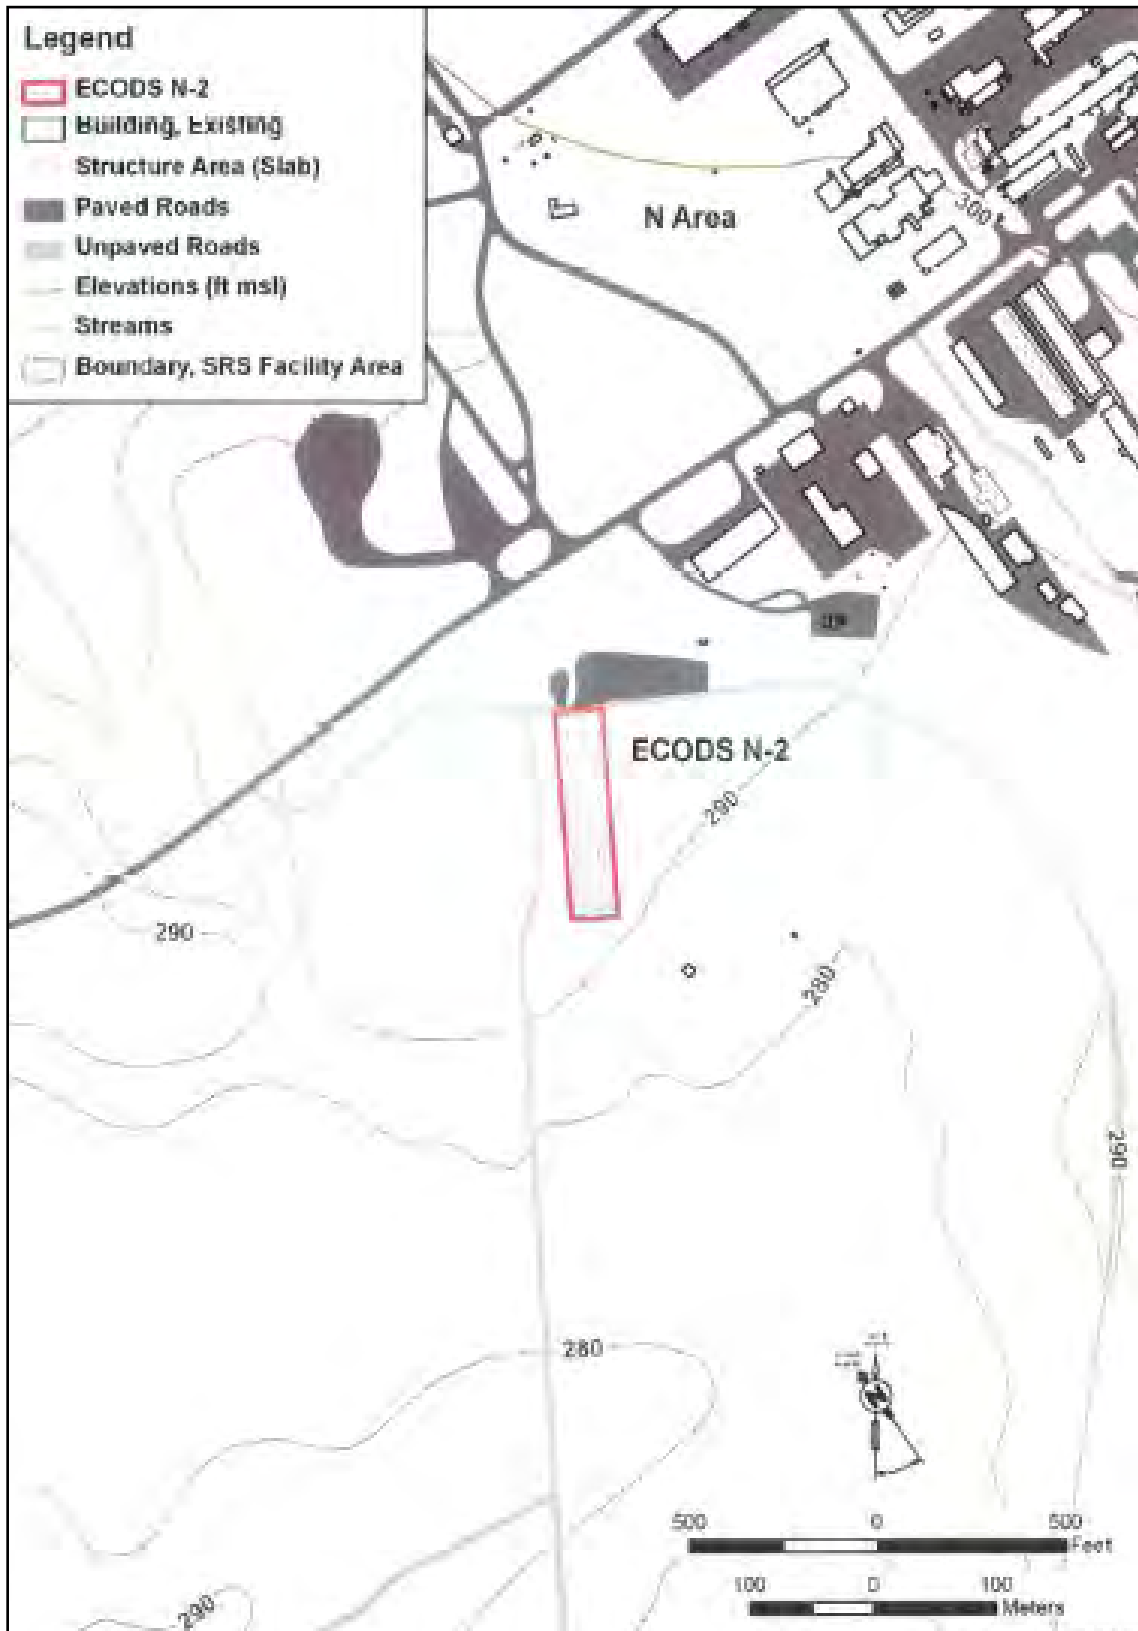 Legend
ECODS N-2
Building, Existing
Structure Area (Slab)
Paved Roads
Unpaved Roads
Elevations (ft msl)
Streams
Boundary, SRS Facility Area
N Area
300
ECODS N-2
290
290
280
290
280
500 0 500
Feet
100 0 100
Meters
290